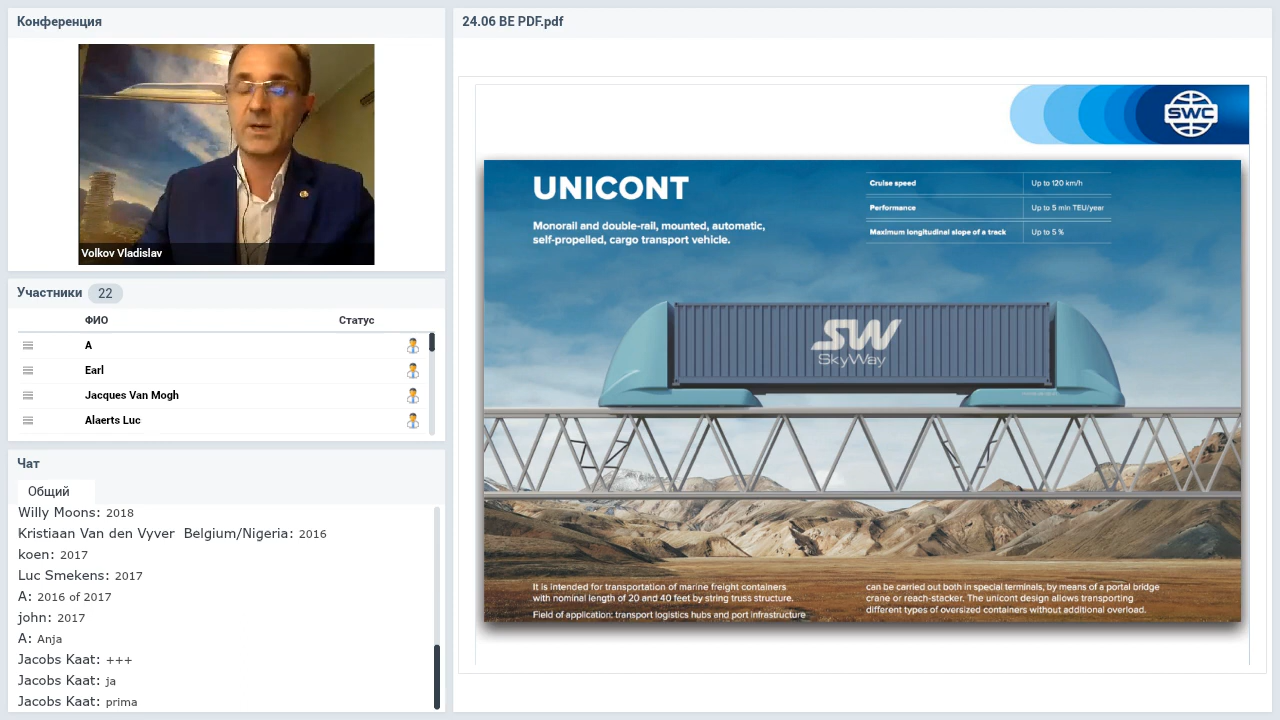 Конференция
Volkov Vladislav
Участники 22
ФИО Статус
A
Earl
Jacques Van Mogh
Alaerts Luc
Чат
Общий
Willy Moons: 2018
Kristiaan Van den Vyver Belgium/Nigeria: 2016
koen: 2017
Luc Smekens: 2017
A: 2016 of 2017
john: 2017
A: Anja
Jacobs Kaat: +++
Jacobs Kaat: ja
Jacobs Kaat: prima
24.06 BE PDF.pdf
SWC
UNICONT
Monorail and double-rail, mounted, automatic,
self-propelled, cargo transport vehicle.
Cruise speed Up to 120 km/h
Performance Up to 5 mln TEU/year
Maximum longitudinal slope of a track Up to 5 %
SW
SkyWay
It is intended for transportation of marine freight containers
with nominal length of 20 and 40 feet by string truss structure.
Field of application: transport logistics hubs and port infrastructure
can be carried out both in special terminals, by means of a portal bridge
crane or reach-stacker. The unicont design allows transporting
different types of oversized containers without additional overload.